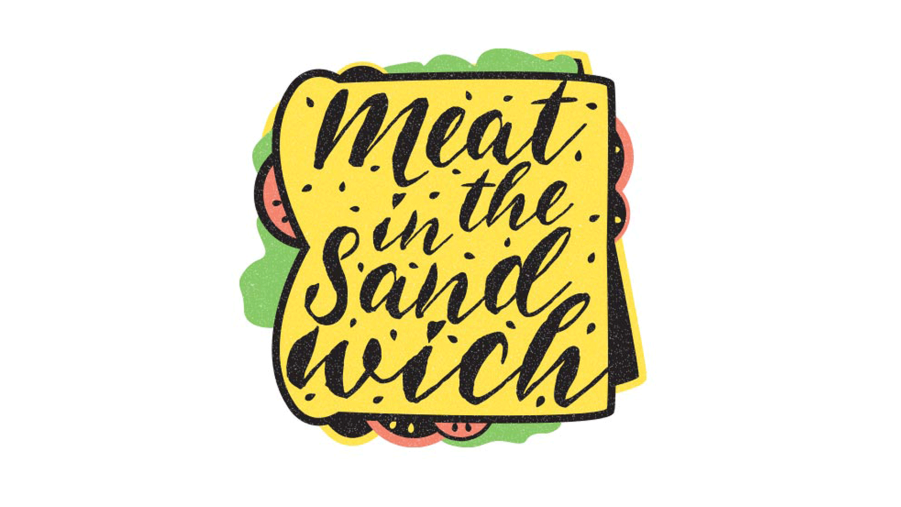 Meat
in the
Sand
wich